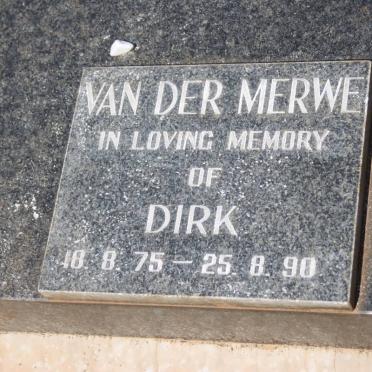 VAN DER MERWE
IN LOVING MEMORY
OF
DIRK
18. 8. 75 – 25. 8. 90